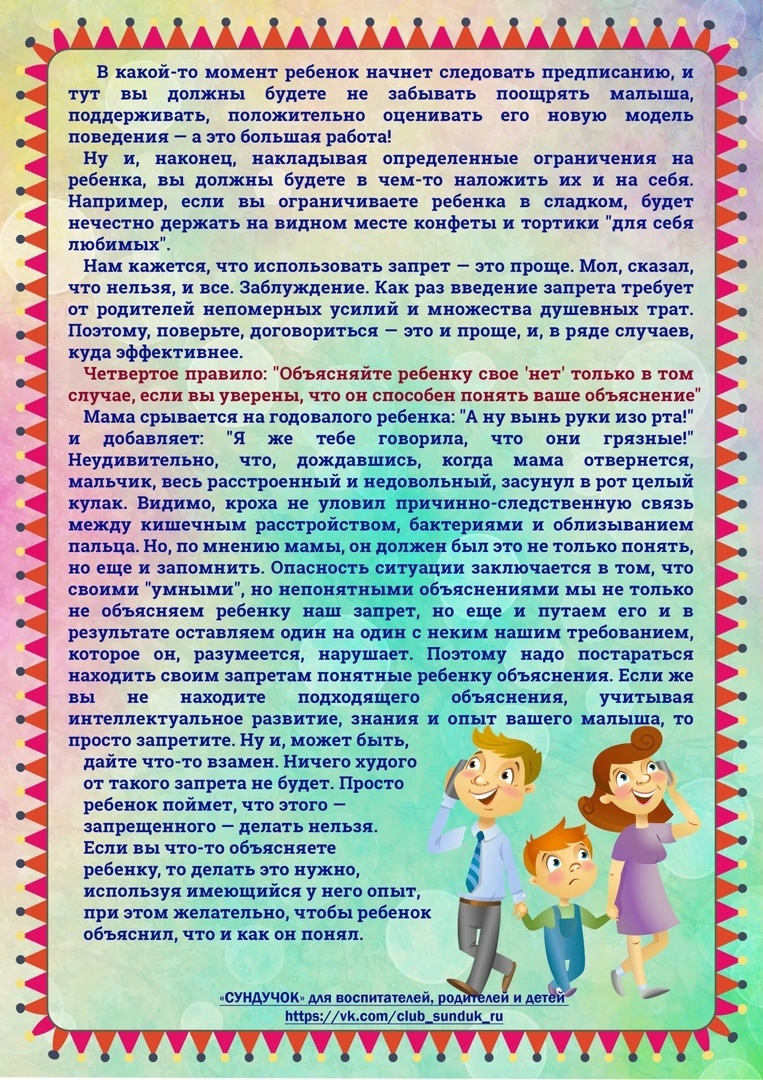 В какой-то момент ребенок начнет следовать предписанию, и
тут вы должны будете не забывать поощрять малыша,
поддерживать, положительно оценивать его новую модель
поведения — а это большая работа!
Ну и, наконец, накладывая определенные ограничения на
ребенка, вы должны будете в чем-то наложить их и на себя.
Например, если вы ограничиваете ребенка в сладком, будет
нечестно держать на видном месте конфеты и тортики "для себя
любимых".
Нам кажется, что использовать запрет — это проще. Мол, сказал,
что нельзя, и все. Заблуждение. Как раз введение запрета требует
от родителей непомерных усилий и множества душевных трат.
Поэтому, поверьте, договориться — это и проще, и, в ряде случаев,
куда эффективнее.
Четвертое правило: "Объясняйте ребенку свое 'нет' только в том
случае, если вы уверены, что он способен понять ваше объяснение"
Мама срывается на годовалого ребенка: "А ну вынь руки изо рта!"
и добавляет: "Я же тебе говорила, что они грязные!"
Неудивительно, что, дождавшись, когда мама отвернется,
мальчик, весь расстроенный и недовольный, засунул в рот целый
кулак. Видимо, кроха не уловил причинно-следственную связь
между кишечным расстройством, бактериями и облизыванием
пальца. Но, по мнению мамы, он должен был это не только понять,
но еще и запомнить. Опасность ситуации заключается в том, что
своими "умными", но непонятными объяснениями мы не только
не объясняем ребенку наш запрет, но еще и путаем его и в
результате оставляем один на один с неким нашим требованием,
которое он, разумеется, нарушает. Поэтому надо постараться
находить своим запретам понятные ребенку объяснения. Если же
вы не находите подходящего объяснения, учитывая
интеллектуальное развитие, знания и опыт вашего малыша, то
просто запретите. Ну и, может быть,
дайте что-то взамен. Ничего худого
от такого запрета не будет. Просто
ребенок поймет, что этого —
запрещенного — делать нельзя.
Если вы что-то объясняете
ребенку, то делать это нужно,
используя имеющийся у него опыт,
при этом желательно, чтобы ребенок
объяснил, что и как он понял.
«СУНДУЧОК» для воспитателей, родителей и детей
https://vk.com/club_sunduk_ru